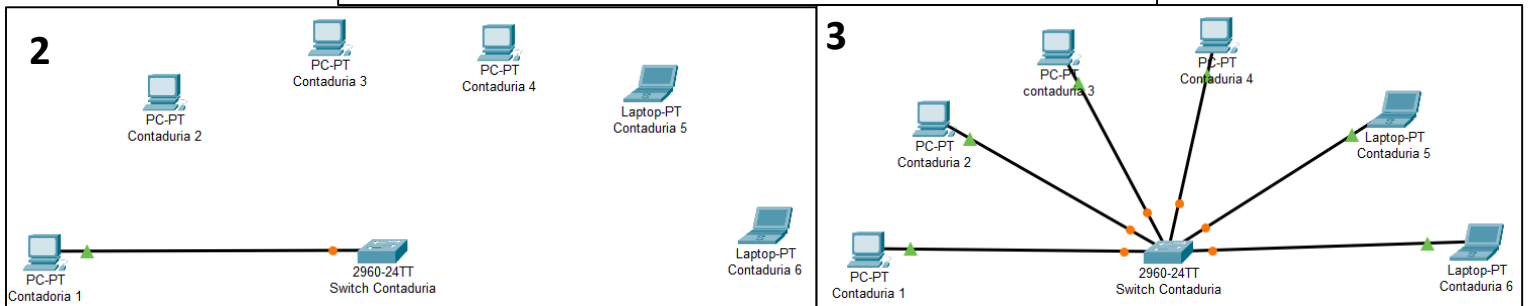 2
PC-PT
Contaduria 3
PC-PT
Contaduria 4
PC-PT
Contaduria 2
Laptop-PT
Contaduria 5
PC-PT
Contadoria 1
2960-24TT
Switch Contaduria
Laptop-PT
Contaduria 6
3
PC-PT
contaduria 3
PC-PT
Contaduria 4
PC-PT
Contaduria 2
Laptop-PT
Contaduria 5
PC-PT
Contaduria 1
2960-24TT
Switch Contaduria
Laptop-PT
Contaduria 6